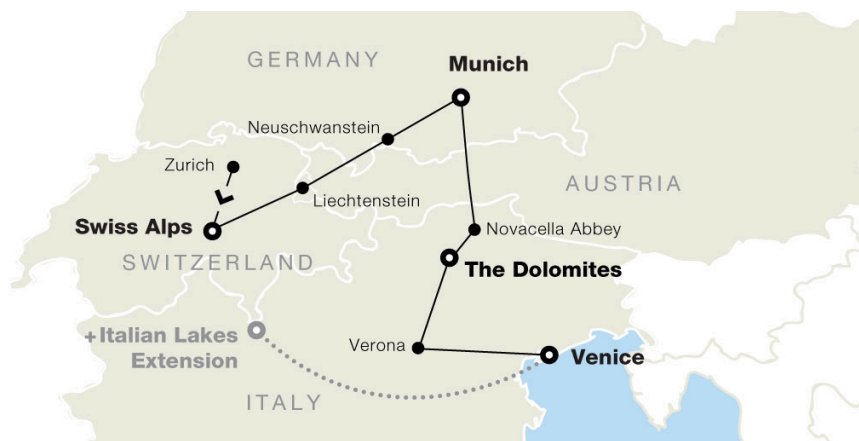 GERMANY
Munich
Neuschwanstein
Zurich
AUSTRIA
Liechtenstein
Swiss Alps
Novacella Abbey
SWITZERLAND
The Dolomites
+Italian Lakes
Extension
Verona
Venice
ITALY